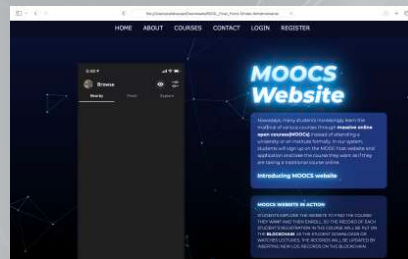 HOME ABOUT COURSES CONTACT LOGIN REGISTER
Browse
Nearby Fresh Explore
MOOCS
Website
Nowadays, many students increasingly learn the
method of various courses through massive online
open courses(MOOCs) instead of attending a
university or an institute formally. In our system,
students will sign up on the MOOC host website and
application and take the course they want as if they
are taking a traditional course online.
Introducing MOOCS website
MOOCS WEBSITE IN ACTION
STUDENTS EXPLORE THE WEBSITE TO FIND THE COURSE
THEY WANT AND THEN ENROLL, SO THE RECORD OF EACH
STUDENT'S REGISTRATION IN THE COURSE WILL BE PUT ON
THE BLOCKCHAIN. AS THE STUDENT DOWNLOADS OR
WATCHES LECTURES, THE RECORDS WILL BE UPDATED BY
INSERTING NEW LOG RECORDS ON THE BLOCKCHAIN.